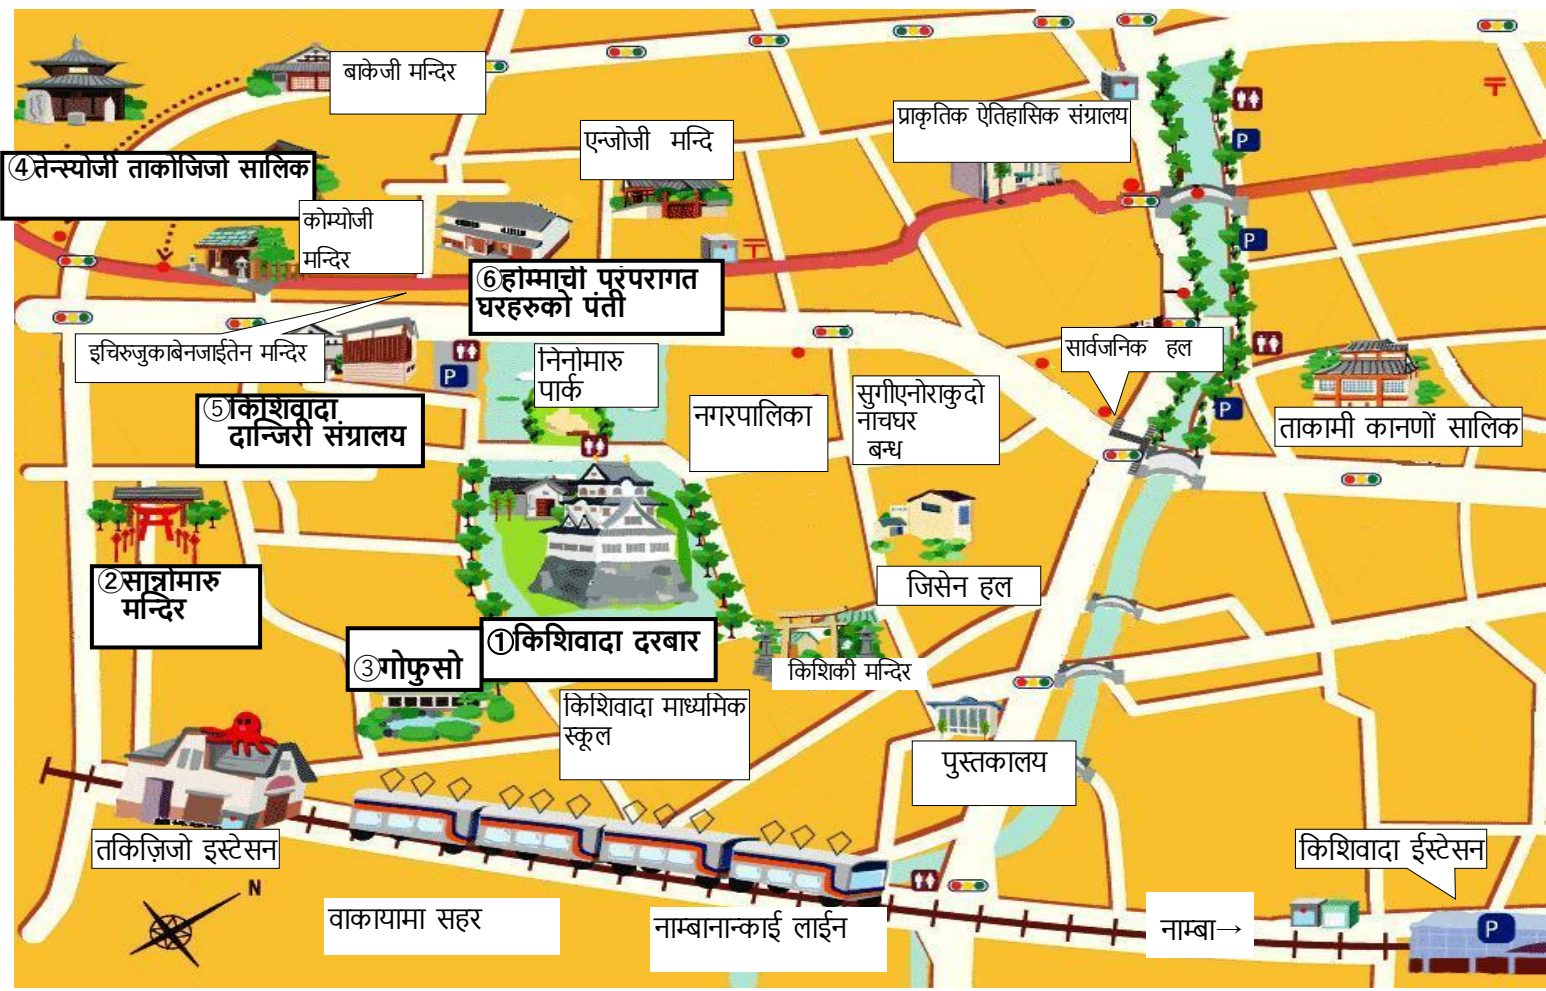 बाकेजी मन्दिर
प्राकृतिक ऐतिहासिक संग्रालय
एन्जोजी मन्दि
④तेन्स्योजी ताकोजिजो सालिक
कोम्योजी
मन्दिर
⑥होम्माची परंपरागत
घरहरुको पंती
इचिरुजुकाबेनजाईतेन मन्दिर
सार्वजनिक हल
निनोमारु
पार्क
P
P
P
P
⑤किशिवादा
दान्जिरी संग्रालय
नगरपालिका
सुगीएनोराकुदो
नाचघर
बन्ध
ताकामी कानणों सालिक
②सान्नोमारु
मन्दिर
जिसेन हल
①किशिवादा दरबार
③गोफुसो
किशिकी मन्दिर
किशिवादा माध्यमिक
स्कूल
पुस्तकालय
तकिज़िजो इस्टेसन
किशिवादा ईस्टेसन
N
वाकायामा सहर
नाम्बानान्काई लाईन
नाम्बा→
P